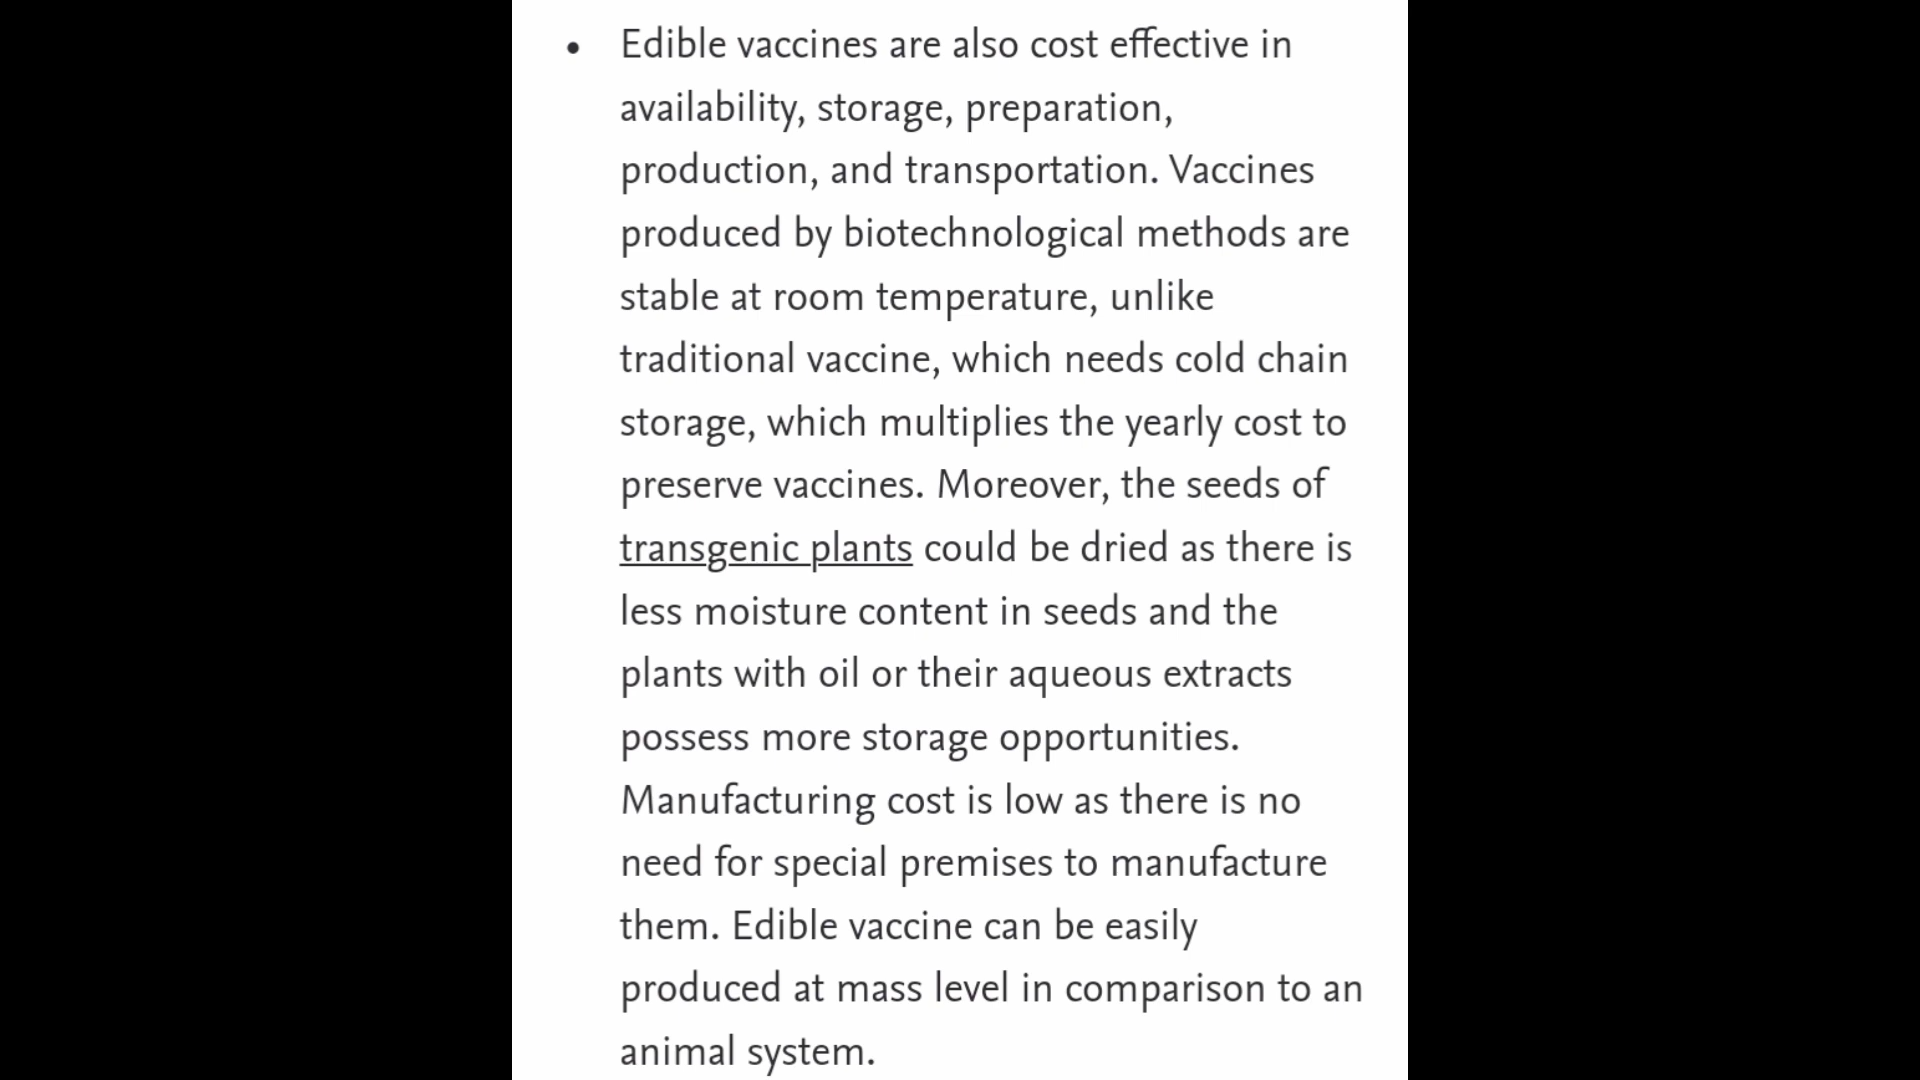 • Edible vaccines are also cost effective in
availability, storage, preparation,
production, and transportation. Vaccines
produced by biotechnological methods are
stable at room temperature, unlike
traditional vaccine, which needs cold chain
storage, which multiplies the yearly cost to
preserve vaccines. Moreover, the seeds of
transgenic plants could be dried as there is
less moisture content in seeds and the
plants with oil or their aqueous extracts
possess more storage opportunities.
Manufacturing cost is low as there is no
need for special premises to manufacture
them. Edible vaccine can be easily
produced at mass level in comparison to an
animal system.